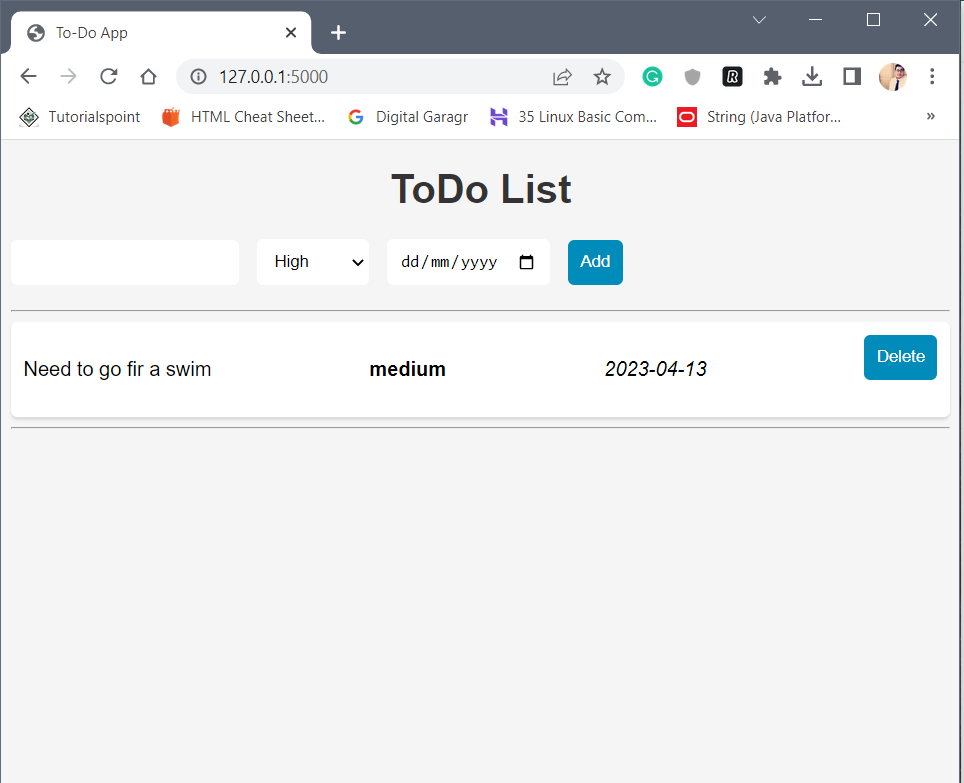 To-Do App
127.0.0.1:5000
Tutorialspoint HTML Cheat Sheet... Digital Garagr 35 Linux Basic Com... String (Java Platfor... »
ToDo List
High dd/mm/yyyy Add
Need to go fir a swim medium 2023-04-13 Delete